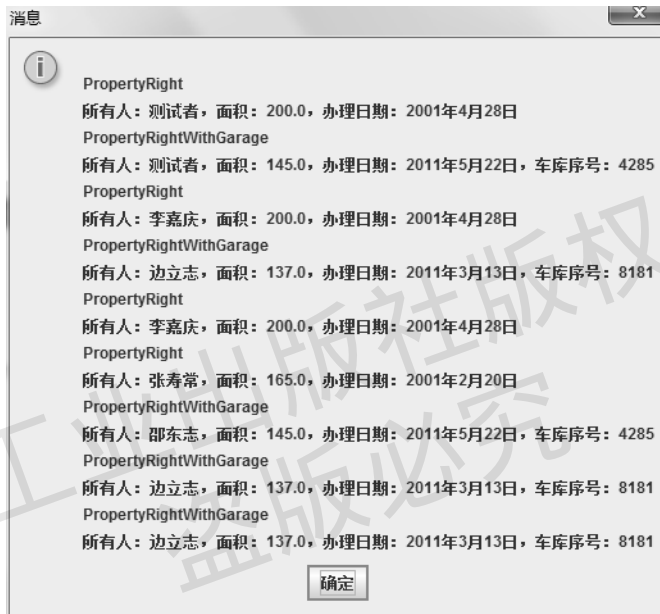 消息
PropertyRight
所有人：测试者，面积：200.0，办理日期：2001年4月28日
PropertyRightWithGarage
所有人：测试者，面积：145.0，办理日期：2011年5月22日，车库序号：4285
PropertyRight
所有人：李嘉庆，面积：200.0，办理日期：2001年4月28日
PropertyRightWithGarage
所有人：边立志，面积：137.0，办理日期：2011年3月13日，车库序号：8181
PropertyRight
所有人：李嘉庆，面积：200.0，办理日期：2001年4月28日
PropertyRight
所有人：张寿常，面积：165.0，办理日期：2001年2月20日
PropertyRightWithGarage
所有人：邵东志，面积：145.0，办理日期：2011年5月22日，车库序号：4285
PropertyRightWithGarage
所有人：边立志，面积：137.0，办理日期：2011年3月13日，车库序号：8181
PropertyRightWithGarage
所有人：边立志，面积：137.0，办理日期：2011年3月13日，车库序号：8181
确定
工业出版社版权
盗版必究